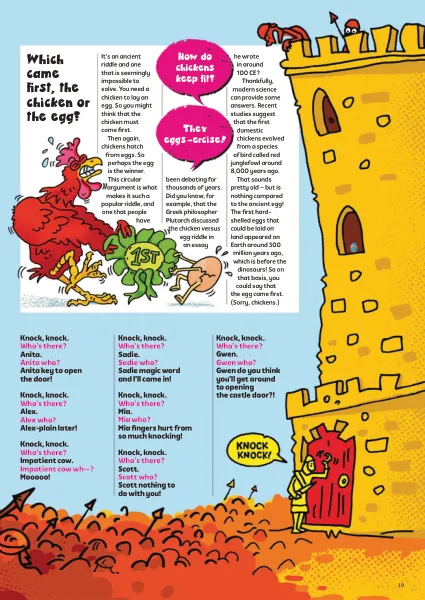 Which
came
first, the
chicken or
the egg?
It's an ancient
riddle and one
that is seemingly
impossible to
solve. You need a
chicken to lay an
egg. So you might
think that the
chicken must
come first.
Then again,
chickens hatch
from eggs. So
perhaps the egg
is the winner.
This circular
argument is what
makes it such a
popular riddle, and
one that people
have
How do
chickens
keep fit?
They
eggs-ercise!
been debating for
thousands of years.
Did you know, for
example, that the
Greek philosopher
Plutarch discussed
the chicken versus
egg riddle in
an essay
he wrote
in around
100 CE?
Thankfully,
modern science
can provide some
answers. Recent
studies suggest
that the first
domestic
chickens evolved
from a species
of bird called red
junglefowl around
8,000 years ago.
That sounds
pretty old – but is
nothing compared
to the ancient egg!
The first hard-
shelled eggs that
could be laid on
land appeared on
Earth around 300
million years ago,
which is before the
dinosaurs! So on
that basis, you
could say that
the egg came first.
(Sorry, chickens.)
1ST
Knock, knock.
Who's there?
Anita.
Anita who?
Anita key to open
the door!
Knock, knock.
Who's there?
Alex.
Alex who?
Alex-plain later!
Knock, knock.
Who's there?
Impatient cow.
Impatient cow wh—?
Mooooo!
Knock, knock.
Who's there?
Sadie.
Sadie who?
Sadie magic word
and I'll come in!
Knock, knock.
Who's there?
Mia.
Mia who?
Mia fingers hurt from
so much knocking!
Knock, knock.
Who's there?
Scott.
Scott who?
Scott nothing to
do with you!
Knock, knock.
Who's there?
Gwen.
Gwen who?
Gwen do you think
you'll get around
to opening
the castle door?!
KNOCK
KNOCK!
19